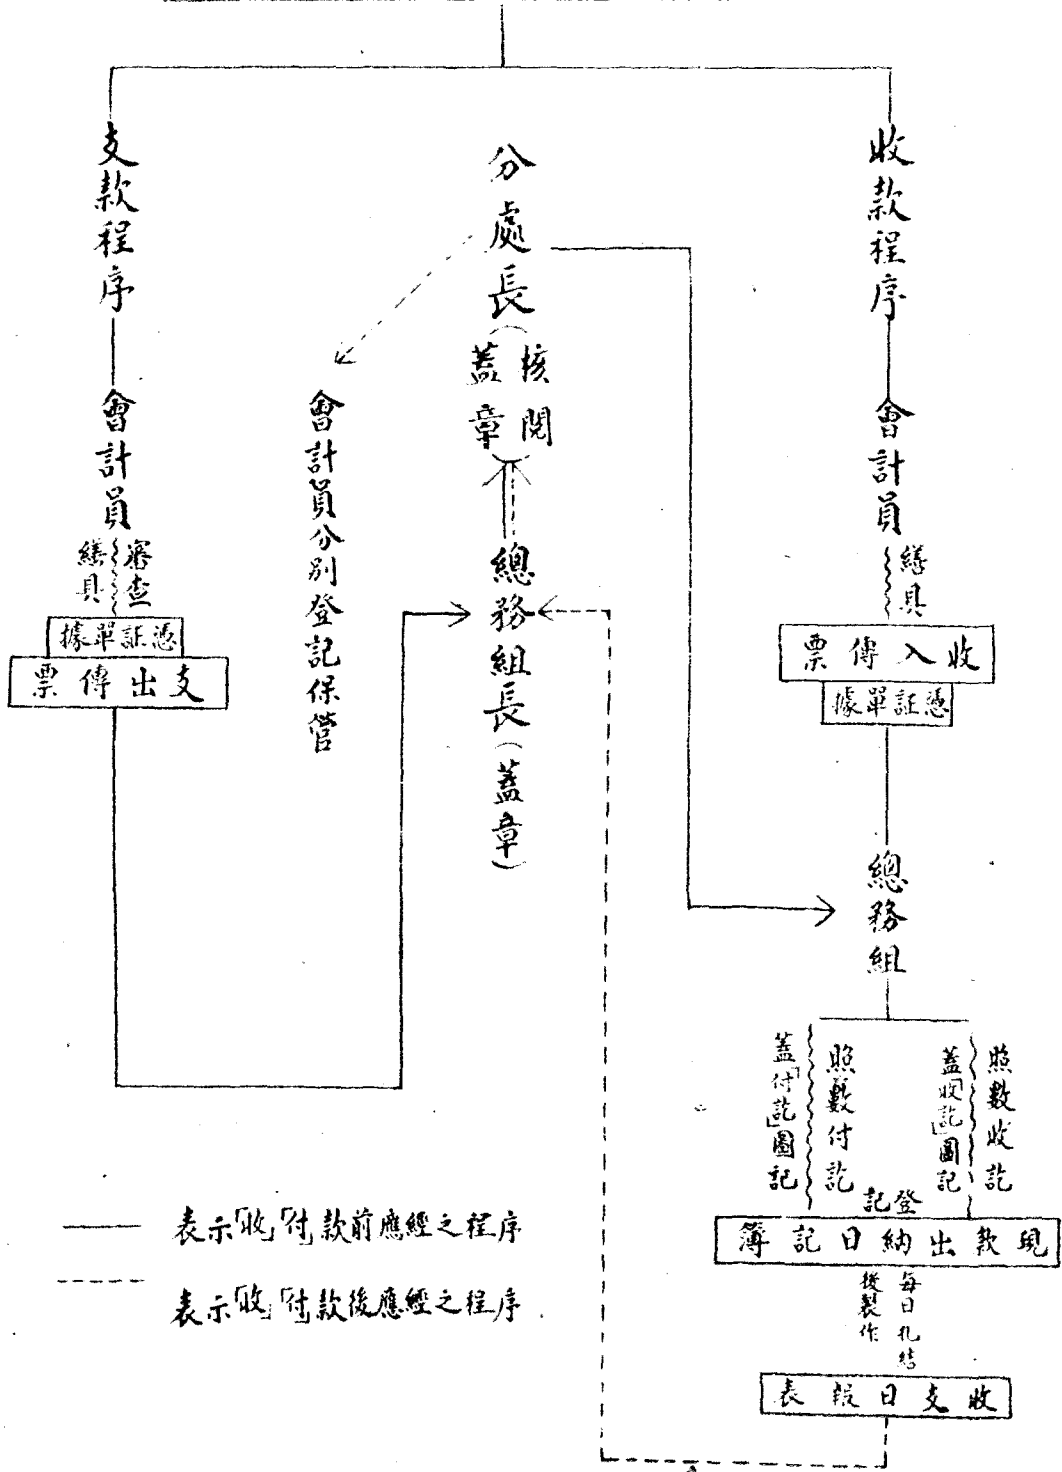 收款程序
會計員
繕具
收入傳票
憑証單據
總務組
照數收訖
蓋「收訖」圖記
照數付訖
蓋「付訖」圖記
登記
現款出納日記簿
每日札結
後製作
收支日報表
分處長(核閱
蓋章)
總務組長(蓋章)
會計員分別登記保管
支款程序
會計員
審查
繕具
憑証單據
支出傳票
表示「收」「付」款前應經之程序
表示「收」「付」款後應經之程序